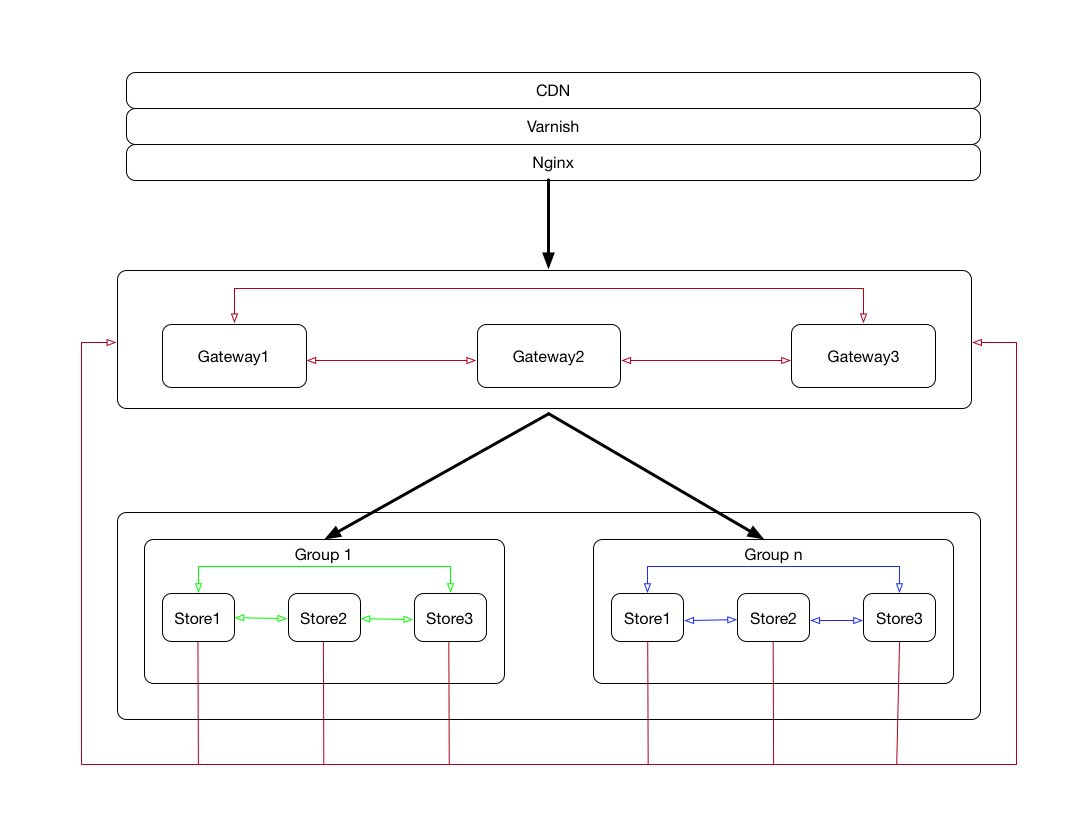 CDN
Varnish
Nginx
Gateway1
Gateway2
Gateway3
Group 1
Group n
Store1
Store2
Store3
Store1
Store2
Store3